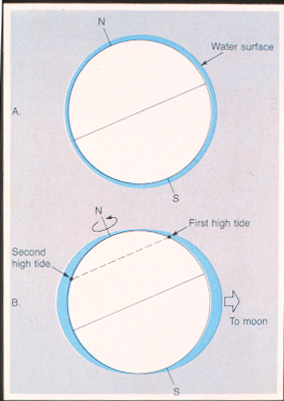 N
Water surface
A.
S
N
First high tide
Second
high tide
B.
To moon
S